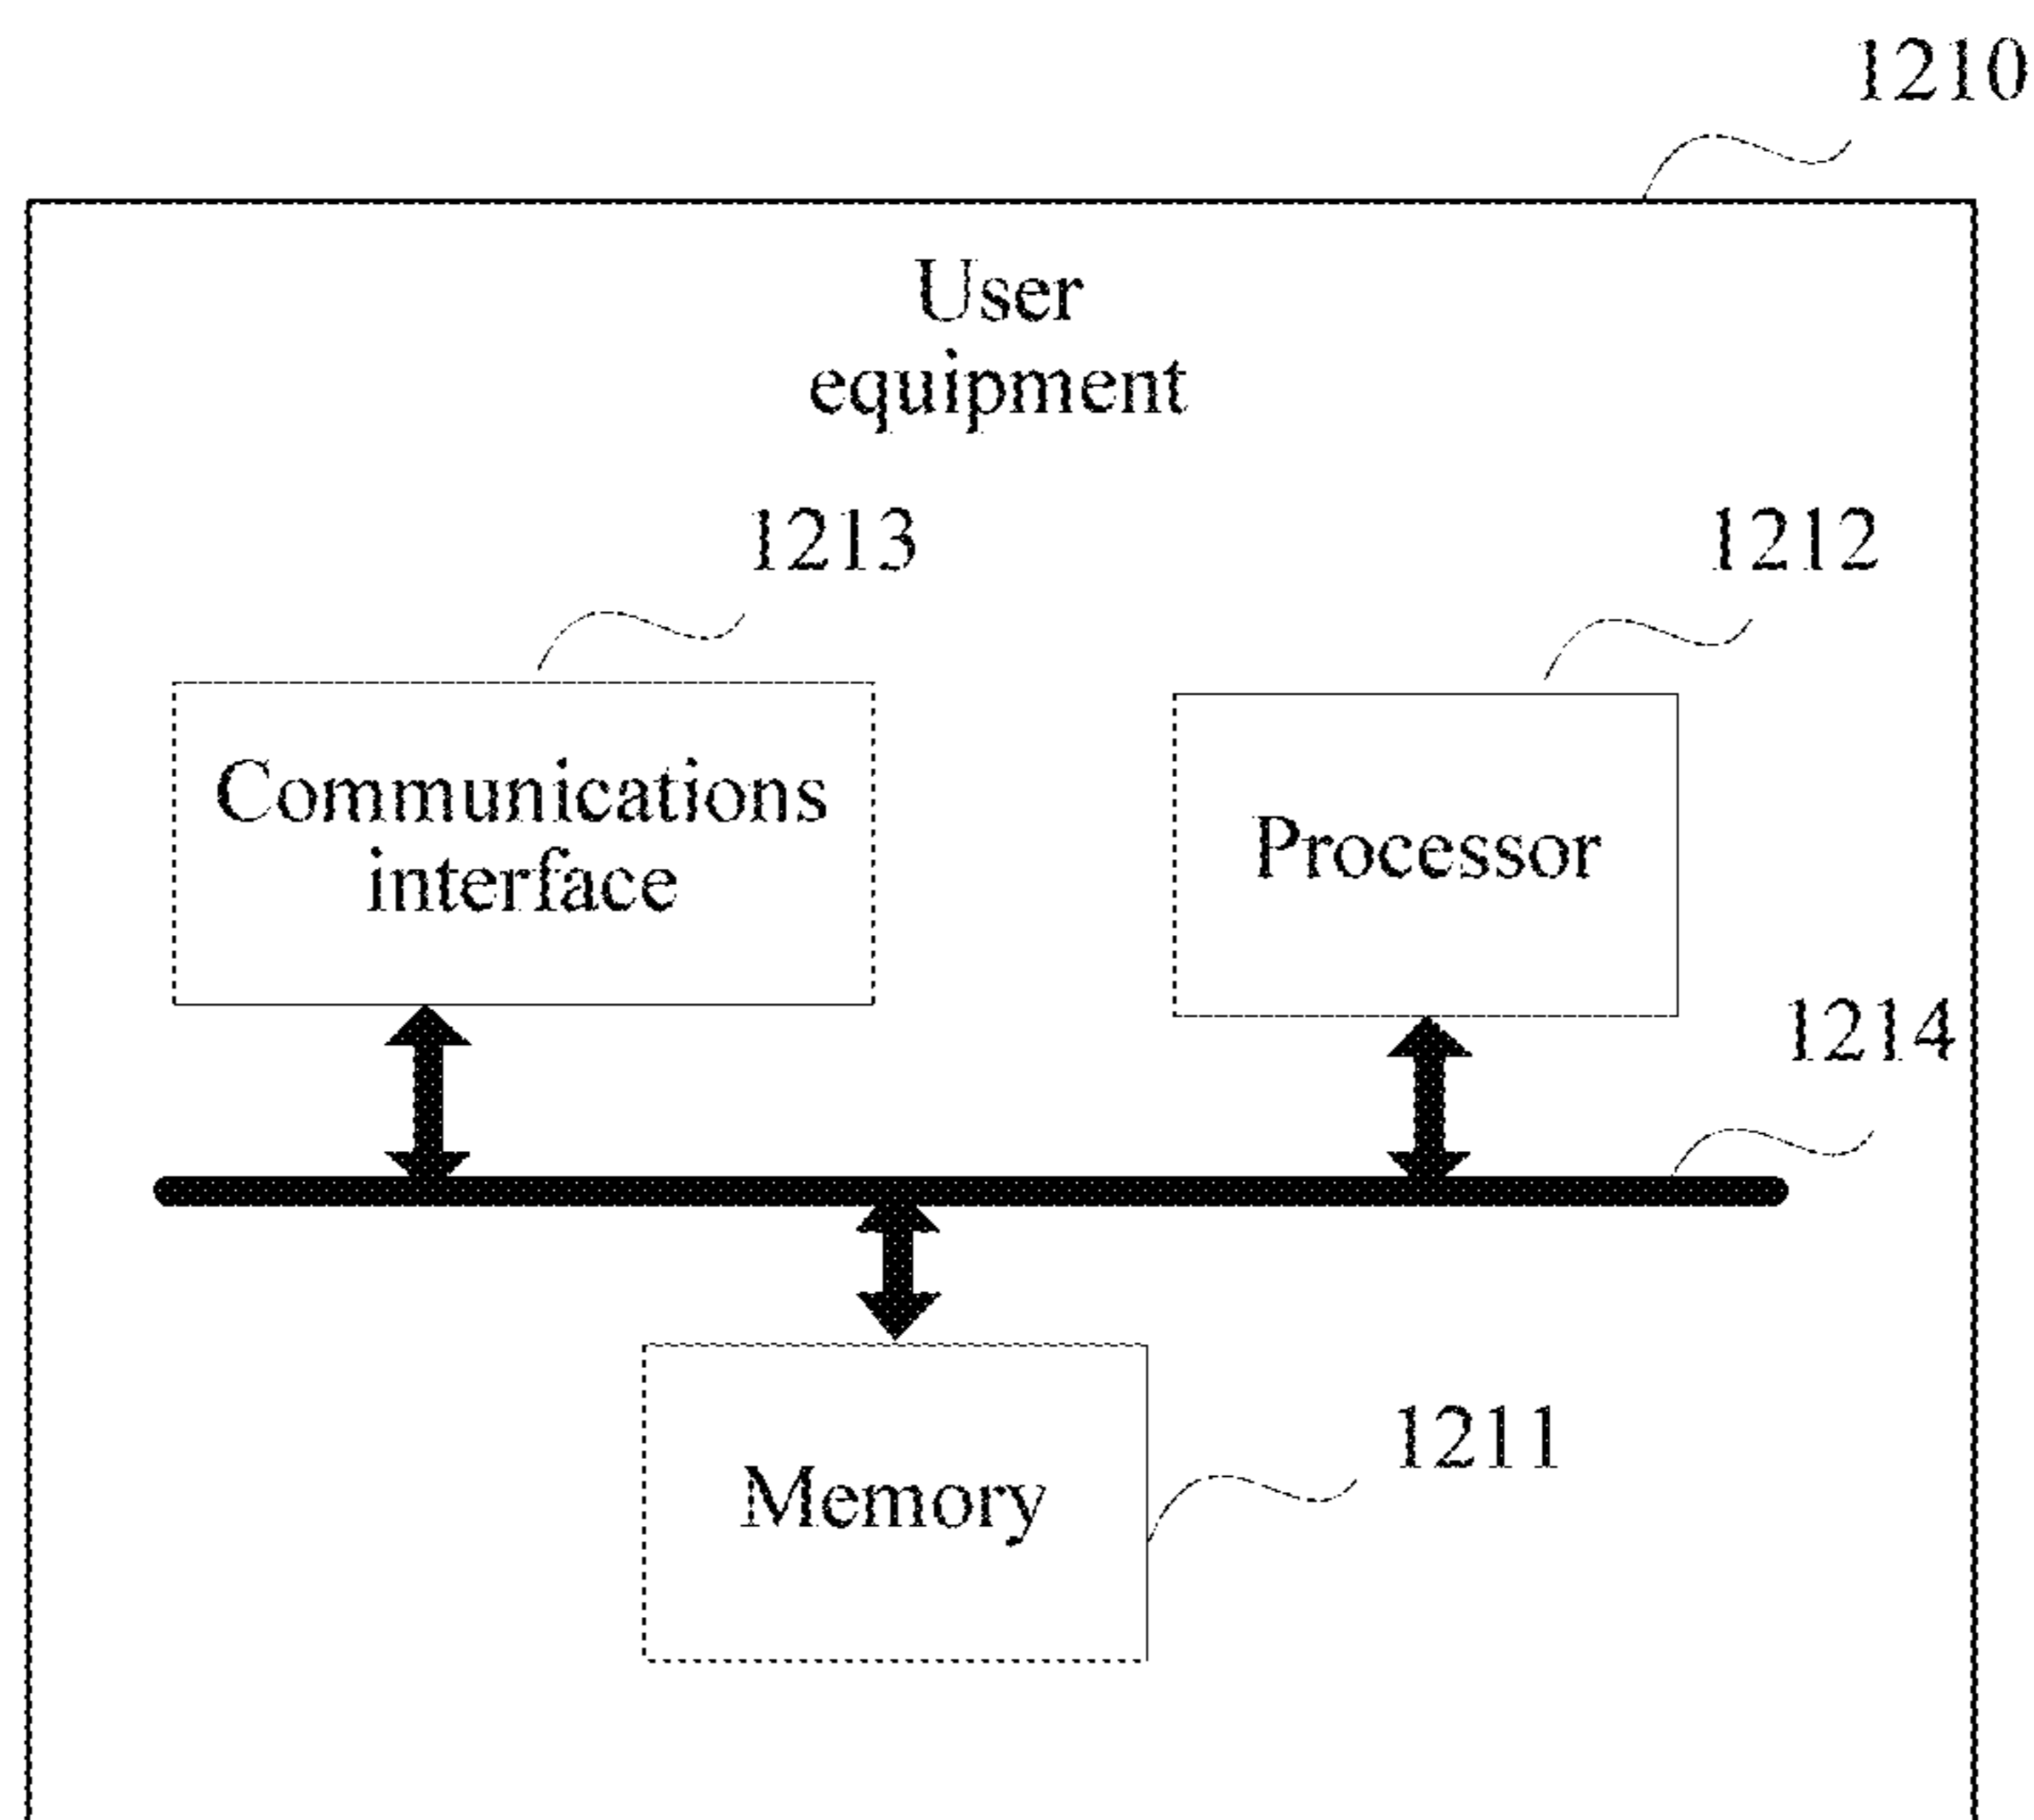 1210
User
equipment
1213
1212
Communications
interface
Processor
1214
1211
Memory